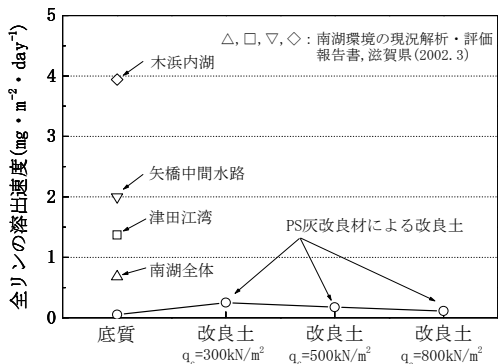 全リンの溶出速度(mg・m⁻²・day⁻¹)
5
4
3
2
1
0
△,□,▽,◇:南湖環境の現況解析・評価
報告書,滋賀県(2002.3)
木浜内湖
矢橋中間水路
津田江湾
南湖全体
PS灰改良材による改良土
底質
改良土
qc=300kN/m²
改良土
qc=500kN/m²
改良土
qc=800kN/m²